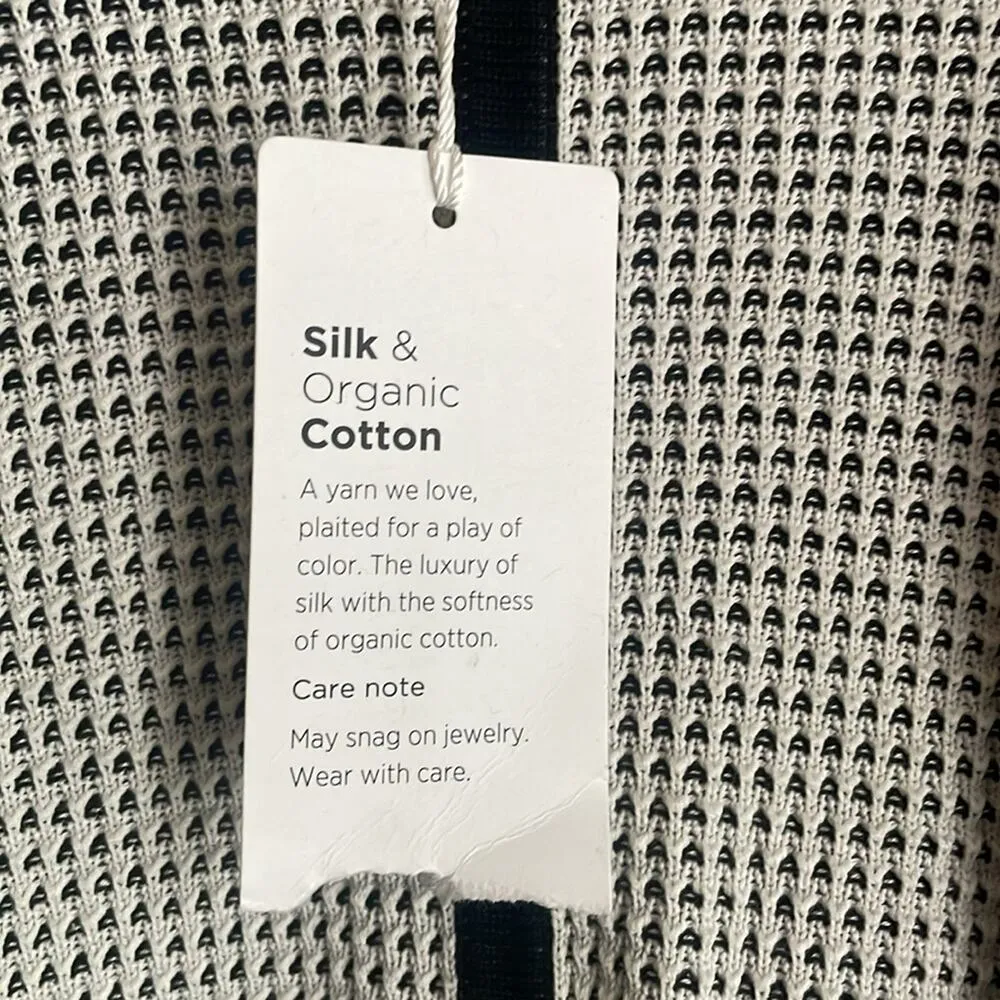 Silk &
Organic
Cotton
A yarn we love,
plaited for a play of
color. The luxury of
silk with the softness
of organic cotton.
Care note
May snag on jewelry.
Wear with care.